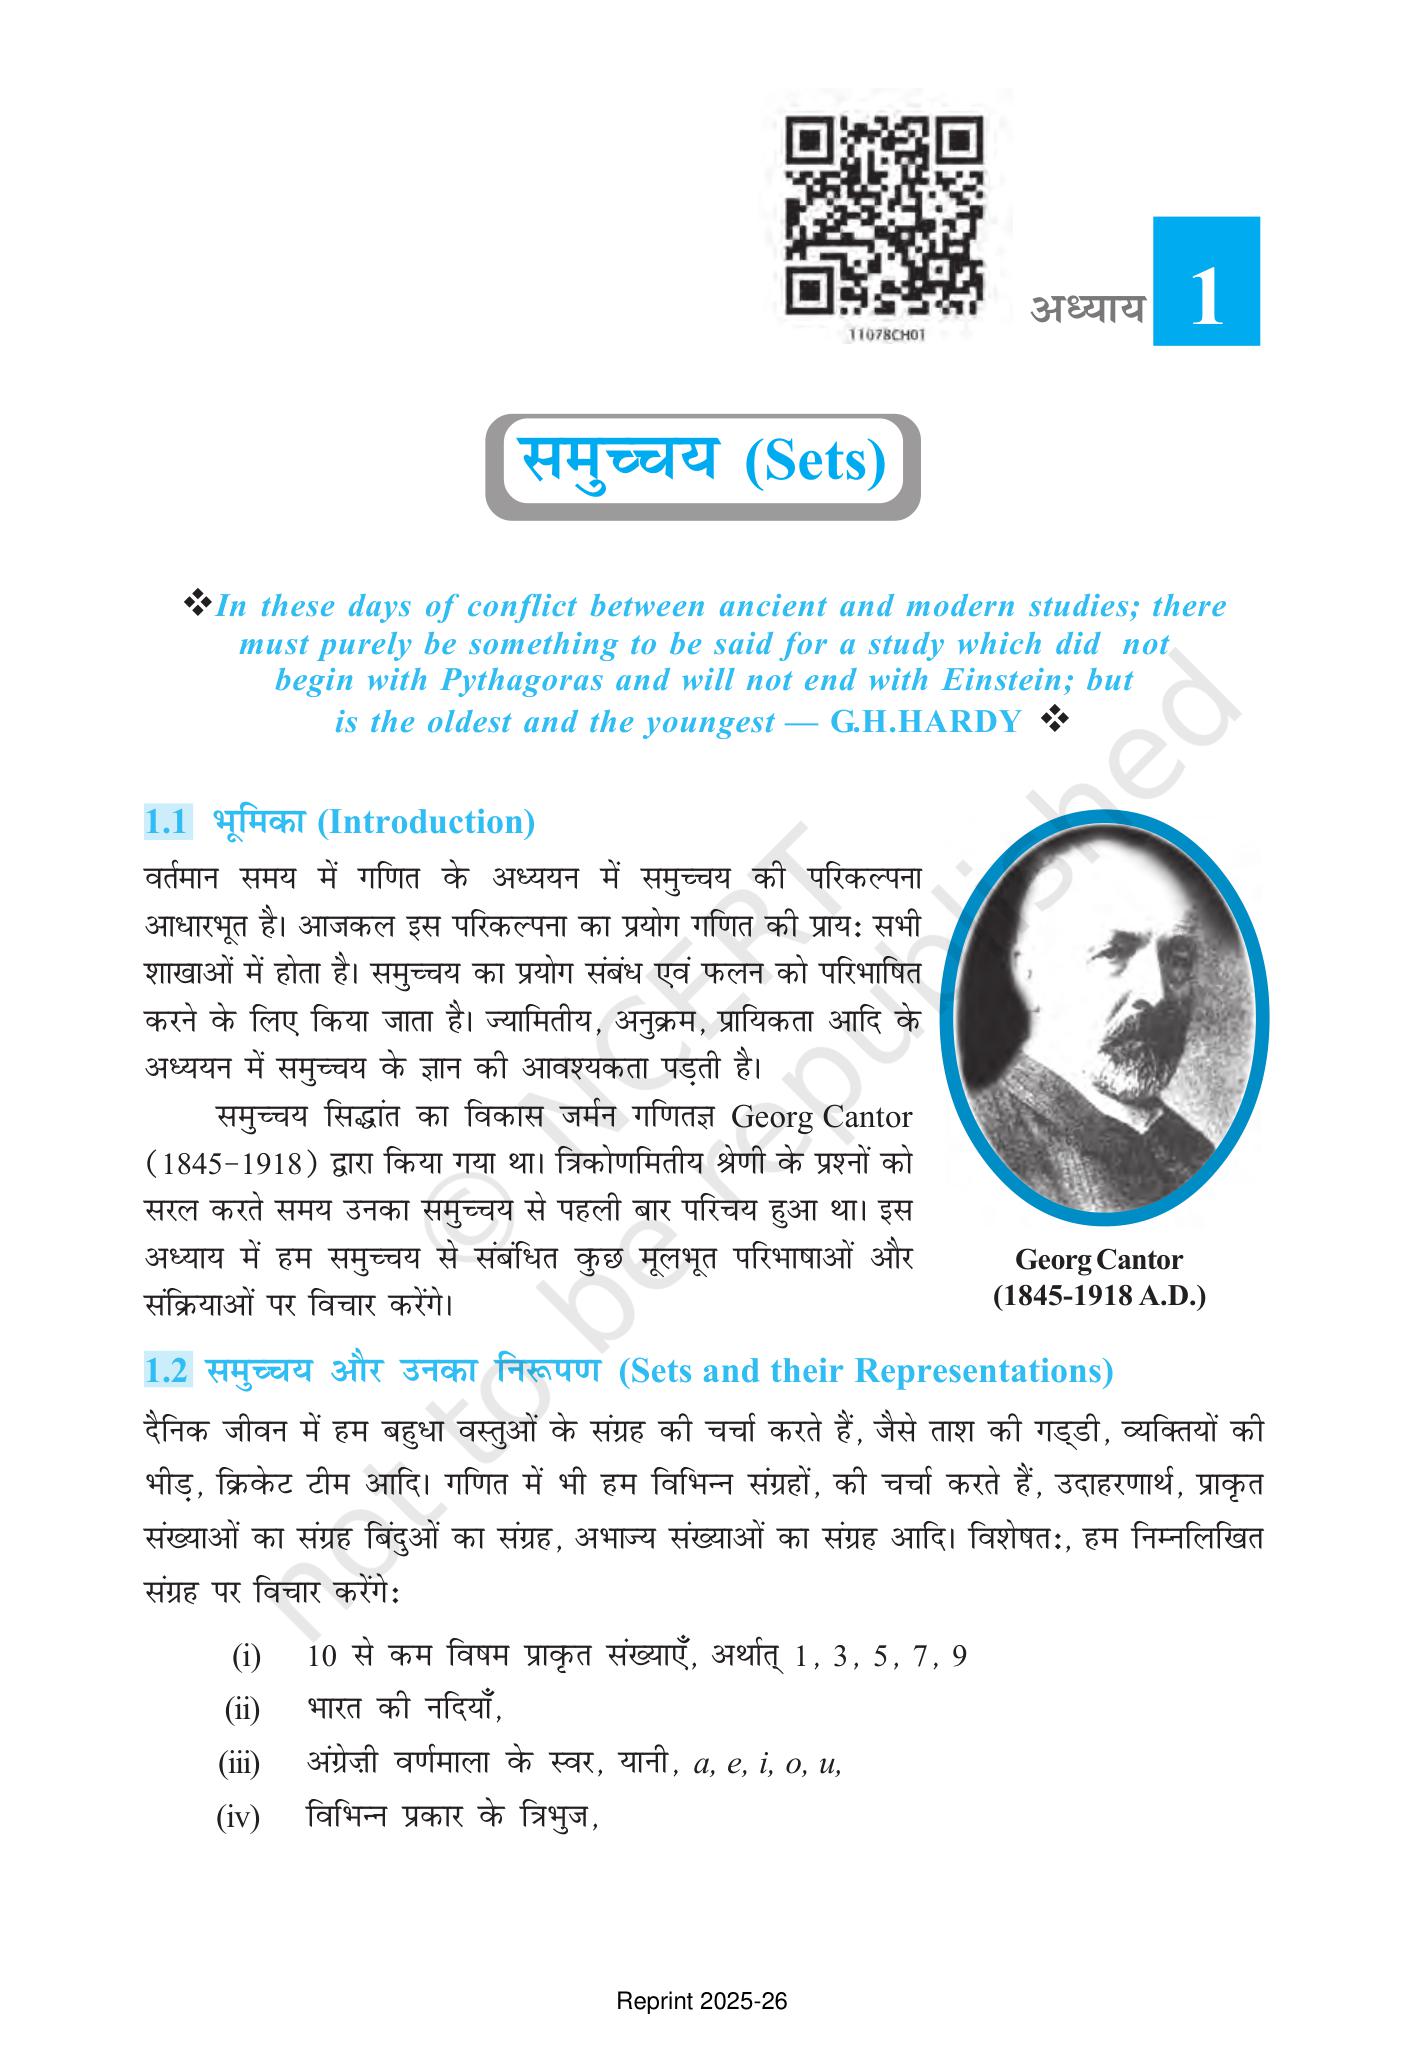 11078CH01
अध्याय 1
समुच्चय (Sets)
❖In these days of conflict between ancient and modern studies; there
must purely be something to be said for a study which did not
begin with Pythagoras and will not end with Einstein; but
is the oldest and the youngest — G.H.HARDY ❖
1.1 भूमिका (Introduction)
वर्तमान समय में गणित के अध्ययन में समुच्चय की परिकल्पना
आधारभूत है। आजकल इस परिकल्पना का प्रयोग गणित की प्राय: सभी
शाखाओं में होता है। समुच्चय का प्रयोग संबंध एवं फलन को परिभाषित
करने के लिए किया जाता है। ज्यामितीय, अनुक्रम, प्रायिकता आदि के
अध्ययन में समुच्चय के ज्ञान की आवश्यकता पड़ती है।
समुच्चय सिद्धांत का विकास जर्मन गणितज्ञ Georg Cantor
(1845-1918) द्वारा किया गया था। त्रिकोणमितीय श्रेणी के प्रश्नों को
सरल करते समय उनका समुच्चय से पहली बार परिचय हुआ था। इस
अध्याय में हम समुच्चय से संबंधित कुछ मूलभूत परिभाषाओं और
संक्रियाओं पर विचार करेंगे।
Georg Cantor
(1845-1918 A.D.)
1.2 समुच्चय और उनका निरूपण (Sets and their Representations)
दैनिक जीवन में हम बहुधा वस्तुओं के संग्रह की चर्चा करते हैं, जैसे ताश की गड्डी, व्यक्तियों की
भीड़, क्रिकेट टीम आदि। गणित में भी हम विभिन्न संग्रहों, की चर्चा करते हैं, उदाहरणार्थ, प्राकृत
संख्याओं का संग्रह बिंदुओं का संग्रह, अभाज्य संख्याओं का संग्रह आदि। विशेषत:, हम निम्नलिखित
संग्रह पर विचार करेंगे:
(i) 10 से कम विषम प्राकृत संख्याएँ, अर्थात् 1, 3, 5, 7, 9
(ii) भारत की नदियाँ,
(iii) अंग्रेज़ी वर्णमाला के स्वर, यानी, a, e, i, o, u,
(iv) विभिन्न प्रकार के त्रिभुज,
© NCERT
not to be republished
Reprint 2025-26